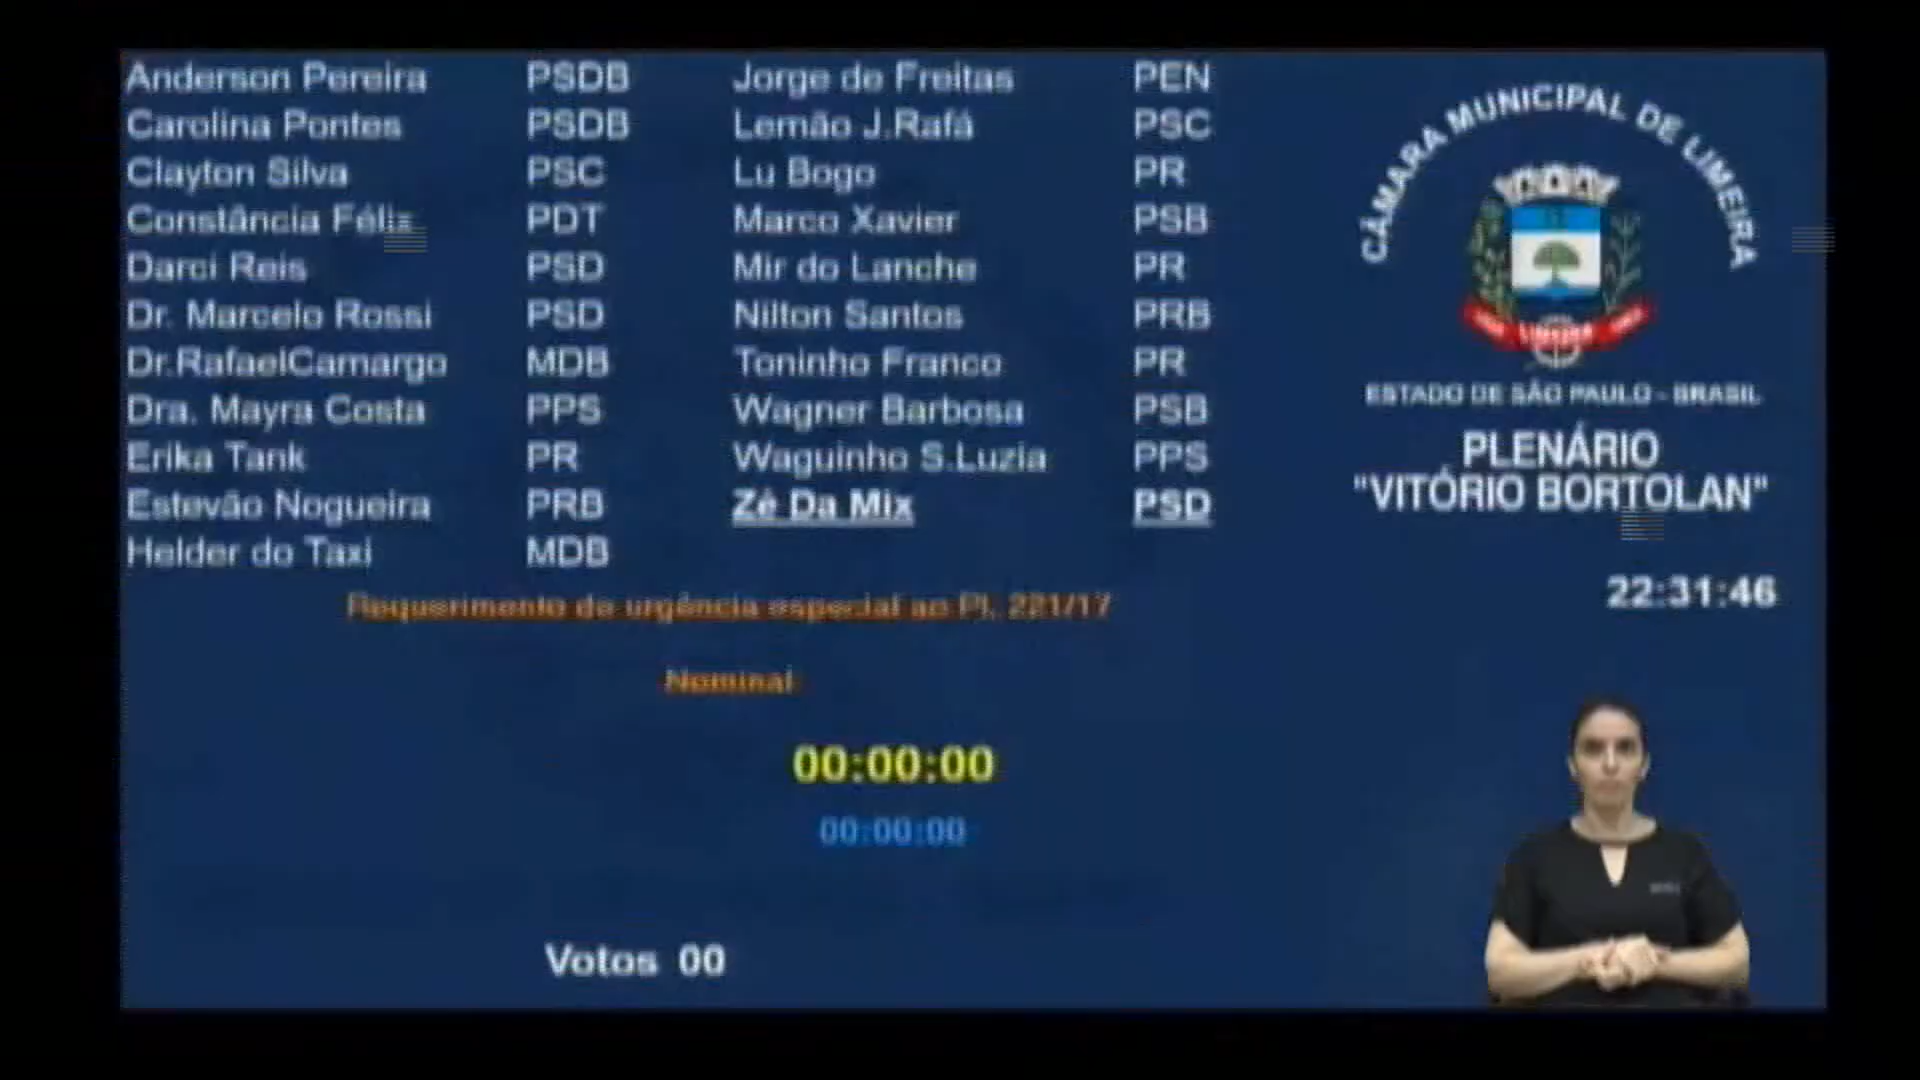 Anderson Pereira PSDB Jorge de Freitas PEN
Carolina Pontes PSDB Lemão J.Rafá PSC
Clayton Silva PSC Lu Bogo PR
Constância Félix PDT Marco Xavier PSB
Darci Reis PSD Mir do Lanche PR
Dr. Marcelo Rossi PSD Nilton Santos PRB
Dr.RafaelCamargo MDB Toninho Franco PR
Dra. Mayra Costa PPS Wagner Barbosa PSB
Erika Tank PR Waguinho S.Luzia PPS
Estevão Nogueira PRB Zé Da Mix PSD
Helder do Taxi MDB
Requerimento de urgência especial ao PL 221/17
Nominal
00:00:00
00:00:00
Votos 00
CÂMARA MUNICIPAL DE LIMEIRA
LIMEIRA
ESTADO DE SÃO PAULO - BRASIL
PLENÁRIO
"VITÓRIO BORTOLAN"
22:31:46